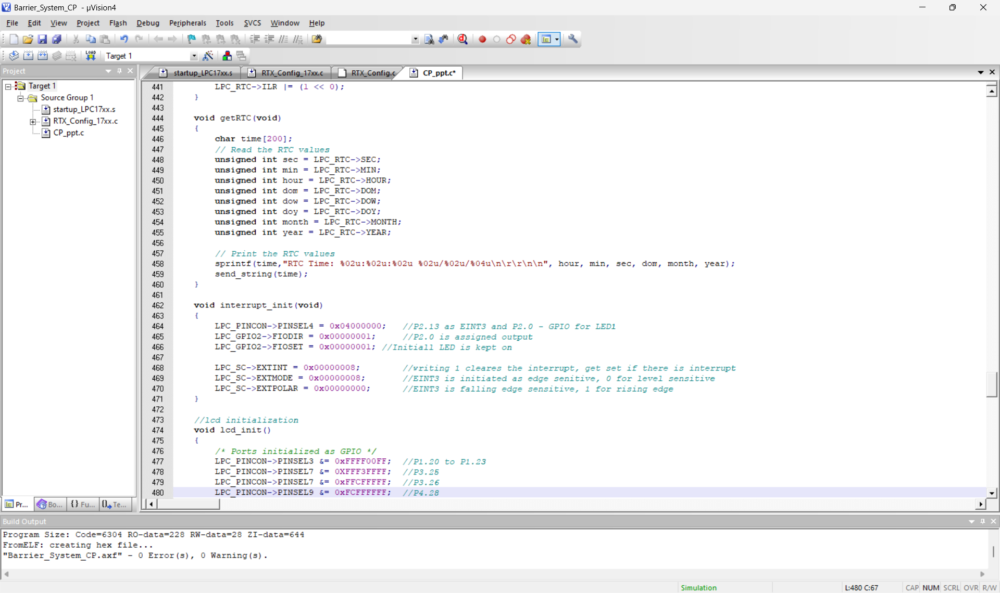 Barrier_System_CP - µVision4
File Edit View Project Flash Debug Peripherals Tools SVCS Window Help
LOAD Target 1
Project
Target 1
Source Group 1
startup_LPC17xx.s
RTX_Config_17xx.c
CP_ppt.c
Pr... Bo... {} Fu... Te...
startup_LPC17xx.s RTX_Config_17xx.c RTX_Config.c CP_ppt.c*
441 LPC_RTC->ILR |= (1 << 0);
442 }
443
444 void getRTC(void)
445 {
446 char time[200];
447 // Read the RTC values
448 unsigned int sec = LPC_RTC->SEC;
449 unsigned int min = LPC_RTC->MIN;
450 unsigned int hour = LPC_RTC->HOUR;
451 unsigned int dom = LPC_RTC->DOM;
452 unsigned int dow = LPC_RTC->DOW;
453 unsigned int doy = LPC_RTC->DOY;
454 unsigned int month = LPC_RTC->MONTH;
455 unsigned int year = LPC_RTC->YEAR;
456
457 // Print the RTC values
458 sprintf(time,"RTC Time: %02u:%02u:%02u %02u/%02u/%04u\n\r\r\n\n", hour, min, sec, dom, month, year);
459 send_string(time);
460 }
461
462 void interrupt_init(void)
463 {
464 LPC_PINCON->PINSEL4 = 0x04000000; //P2.13 as EINT3 and P2.0 - GPIO for LED1
465 LPC_GPIO2->FIODIR = 0x00000001; //P2.0 is assigned output
466 LPC_GPIO2->FIOSET = 0x00000001; //Initiall LED is kept on
467
468 LPC_SC->EXTINT = 0x00000008; //writing 1 cleares the interrupt, get set if there is interrupt
469 LPC_SC->EXTMODE = 0x00000008; //EINT3 is initiated as edge senitive, 0 for level sensitive
470 LPC_SC->EXTPOLAR = 0x00000000; //EINT3 is falling edge sensitive, 1 for rising edge
471 }
472
473 //lcd initialization
474 void lcd_init()
475 {
476 /* Ports initialized as GPIO */
477 LPC_PINCON->PINSEL3 &= 0xFFFF00FF; //P1.20 to P1.23
478 LPC_PINCON->PINSEL7 &= 0XFFF3FFFF; //P3.25
479 LPC_PINCON->PINSEL7 &= 0xFFCFFFFF; //P3.26
480 LPC_PINCON->PINSEL9 &= 0xFCFFFFFF; //P4.28
Build Output
Program Size: Code=6304 RO-data=228 RW-data=28 ZI-data=644
FromELF: creating hex file...
"Barrier_System_CP.axf" - 0 Error(s), 0 Warning(s).
Simulation L:480 C:67 CAP NUM SCRL OVR R/W